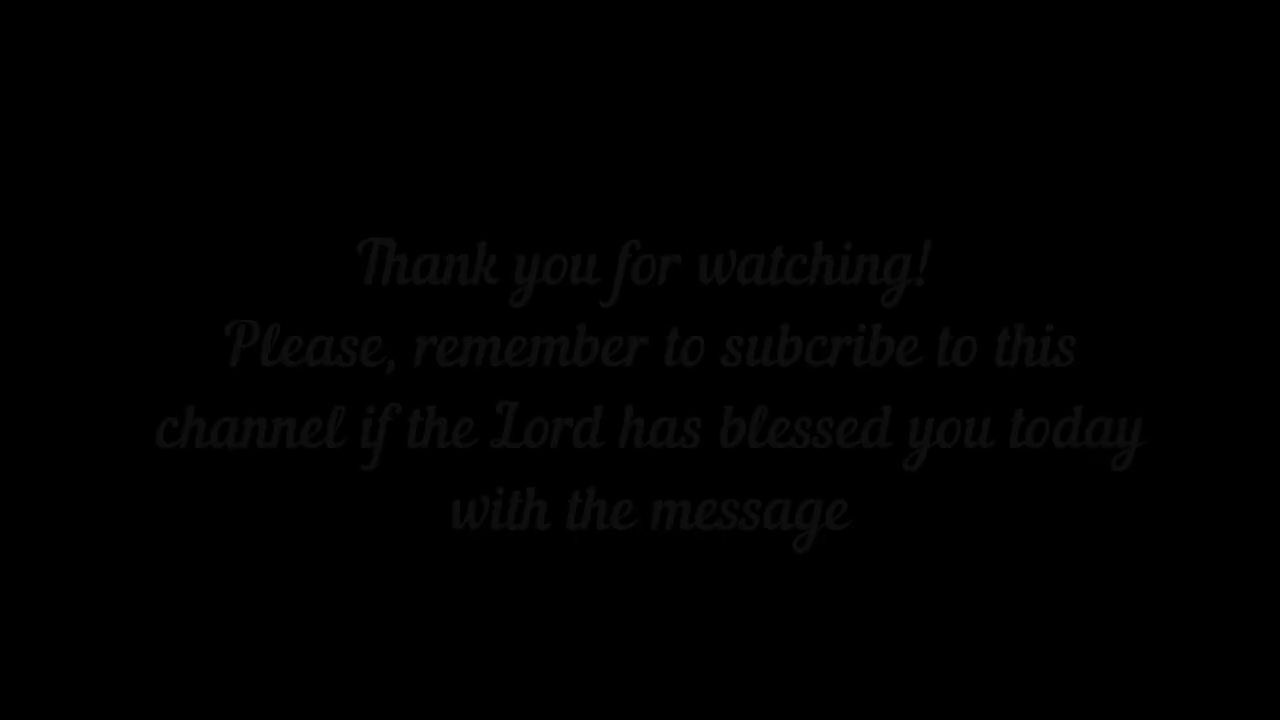 Thank you for watching!
Please, remember to subcribe to this
channel if the Lord has blessed you today
with the message